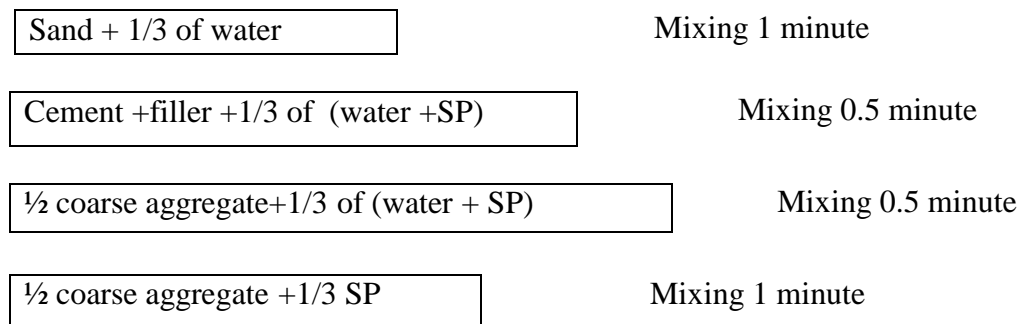 Sand + 1/3 of water Mixing 1 minute
Cement +filler +1/3 of (water +SP) Mixing 0.5 minute
½ coarse aggregate+1/3 of (water + SP) Mixing 0.5 minute
½ coarse aggregate +1/3 SP Mixing 1 minute